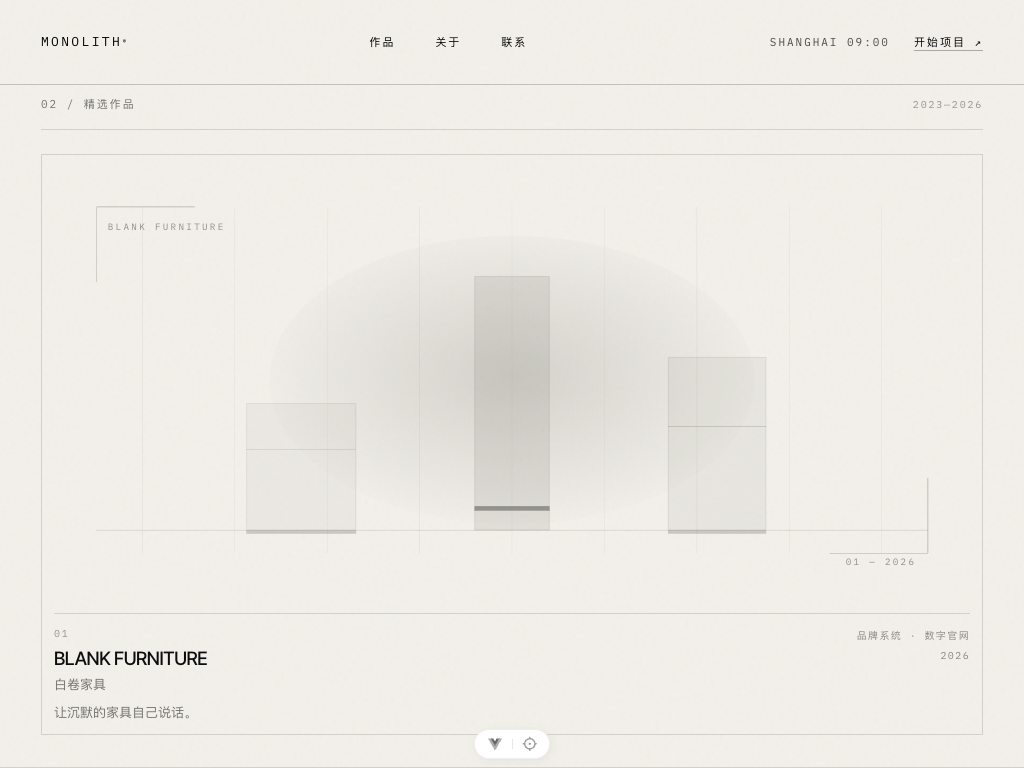 MONOLITH
作品
关于
联系
SHANGHAI 09:00
开始项目 ↗
02 / 精选作品
2023—2026
BLANK FURNITURE
01 — 2026
01
BLANK FURNITURE
白卷家具
让沉默的家具自己说话。
品牌系统 · 数字官网
2026